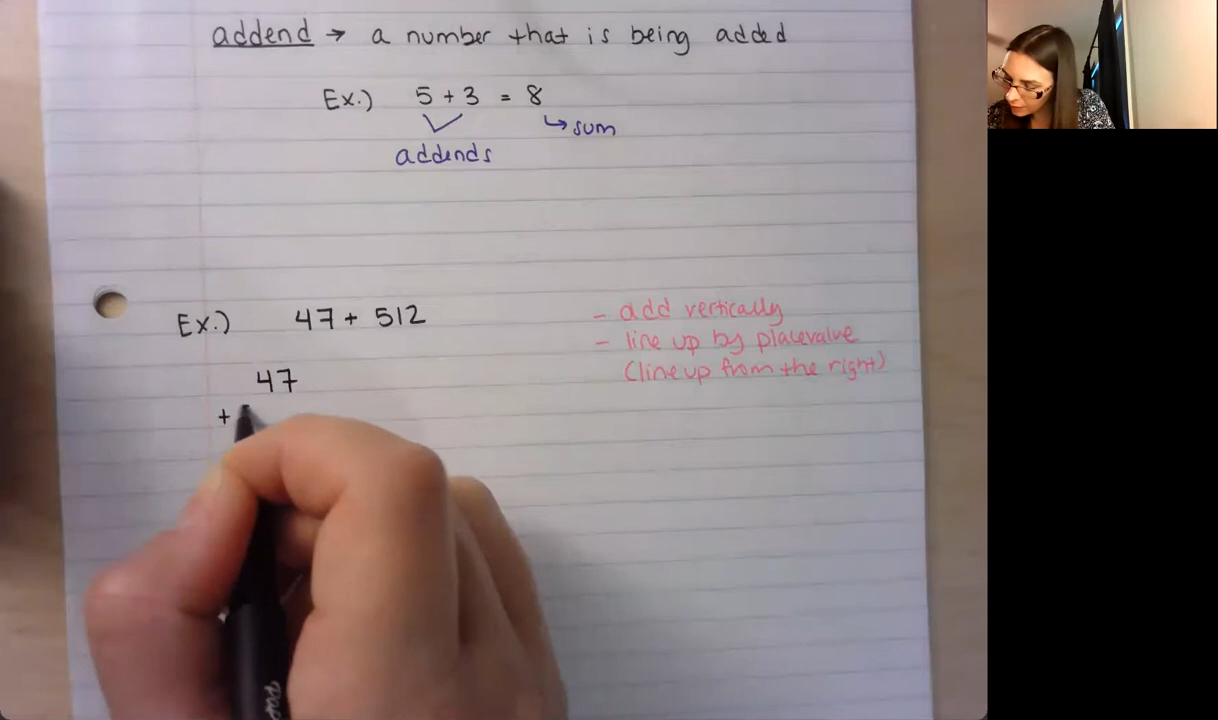 addend → a number that is being added
Ex.) 5 + 3 = 8
↳ sum
addends
Ex.) 47 + 512
- add vertically
- line up by placevalue
(line up from the right)
47
+